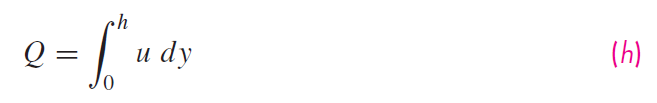 Q = ∫₀ʰ u dy (h)